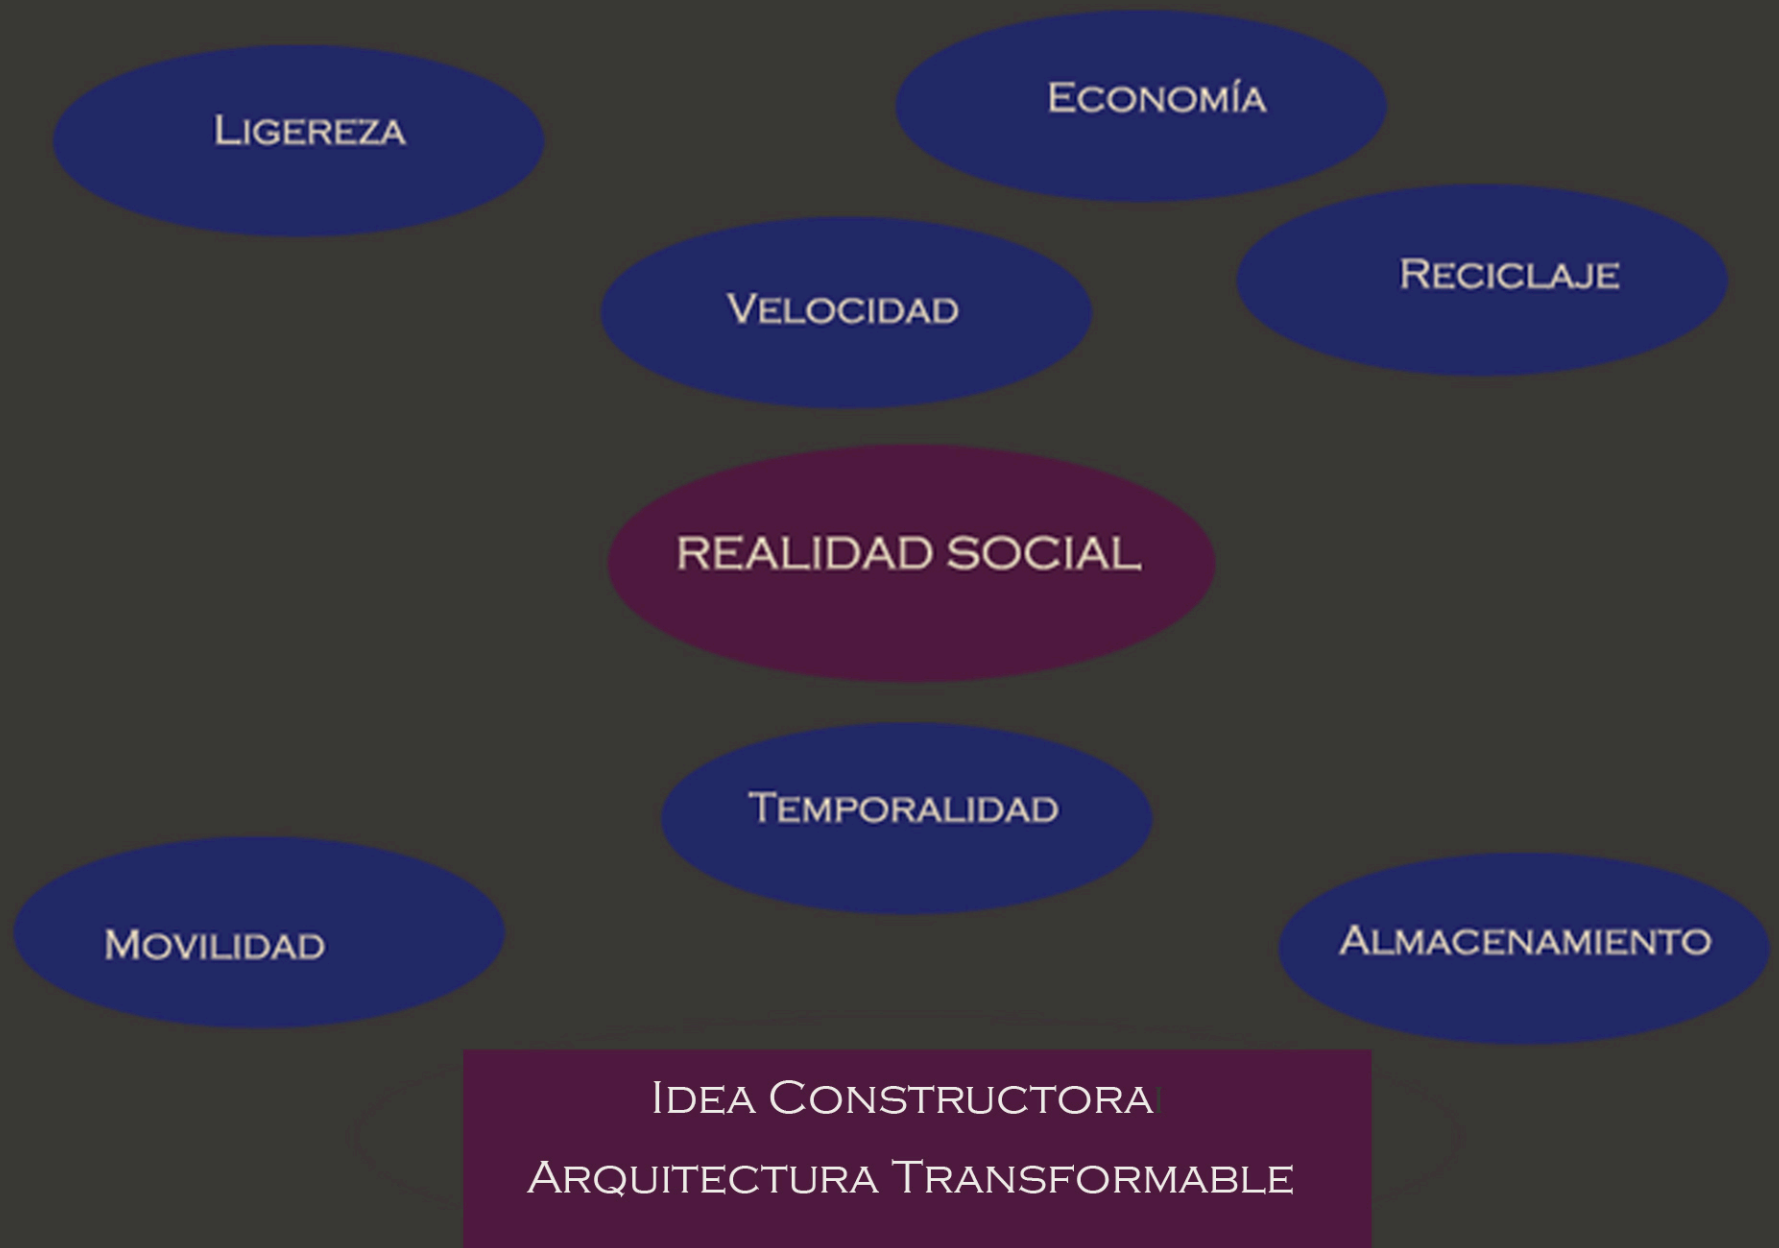 Ligereza
Economía
Velocidad
Reciclaje
REALIDAD SOCIAL
Temporalidad
Movilidad
Almacenamiento
Idea Constructora
Arquitectura Transformable